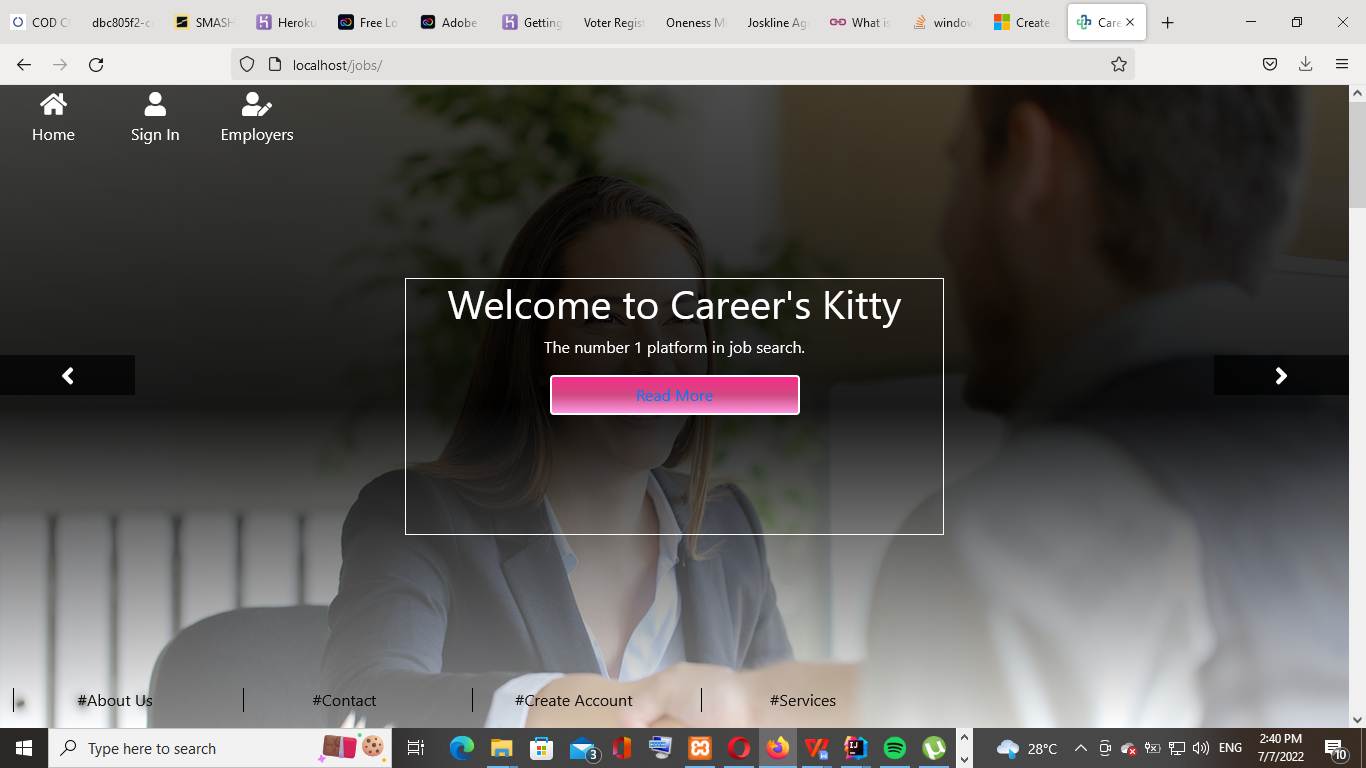 COD C
dbc805f2-c
SMASH
Heroku
Free Lo
Adobe
Getting
Voter Regist
Oneness M
Joskline Ag
What is
window
Create
Care
localhost/jobs/
Home
Sign In
Employers
Welcome to Career's Kitty
The number 1 platform in job search.
Read More
#About Us
#Contact
#Create Account
#Services
Type here to search
3
28°C
ENG
2:40 PM
7/7/2022
10